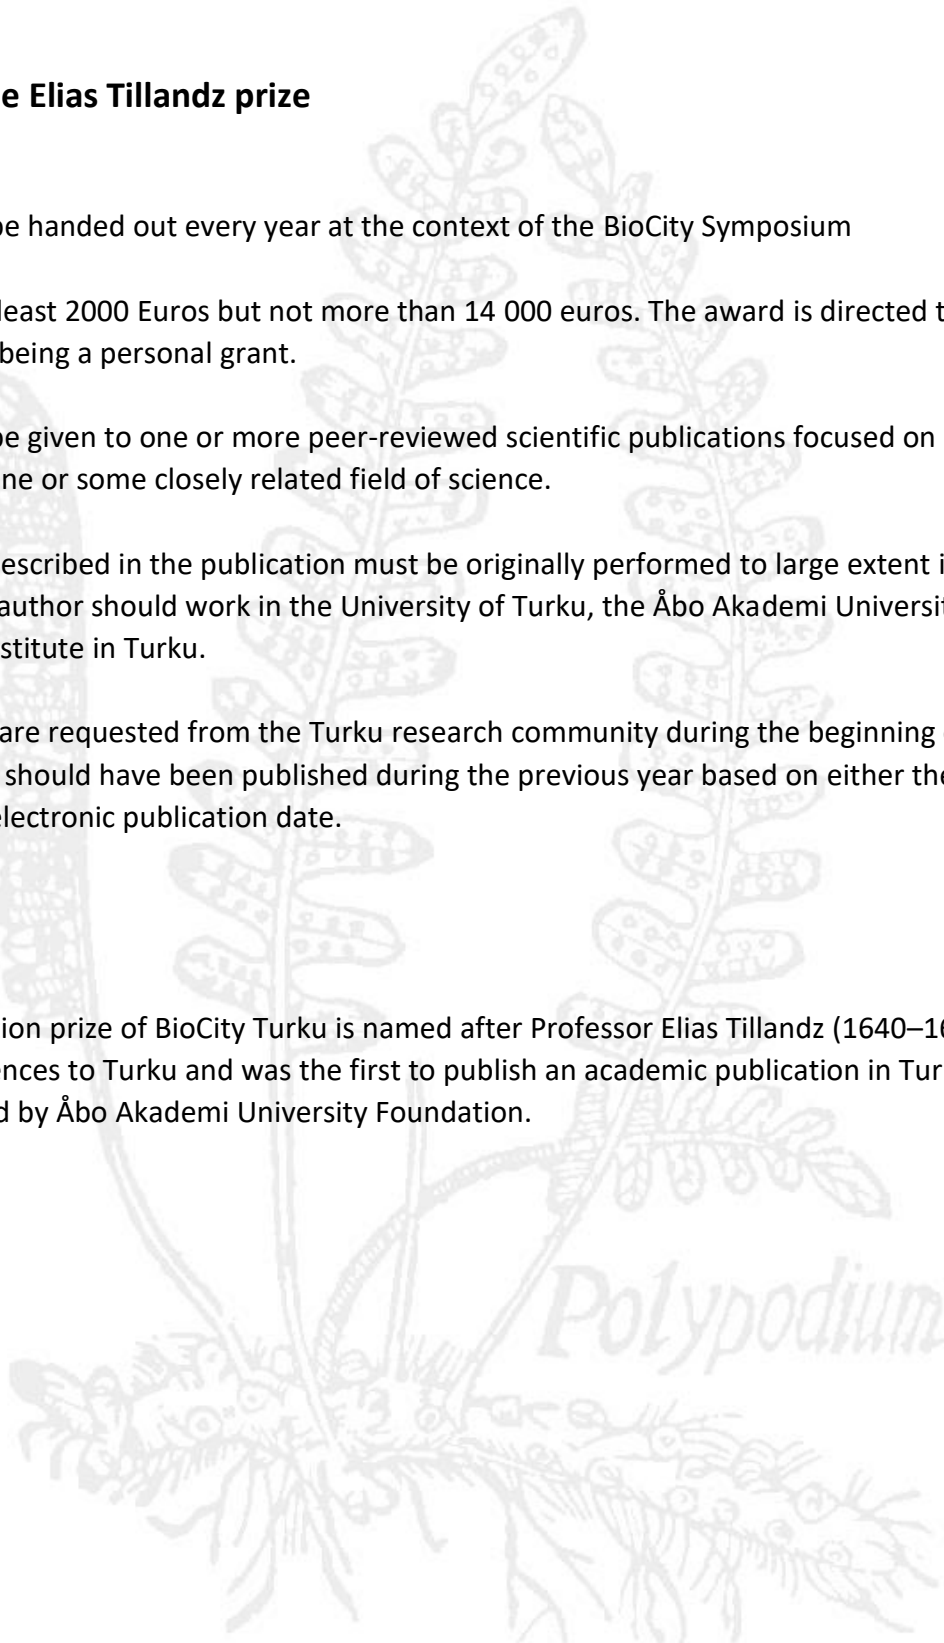 e Elias Tillandz prize
be handed out every year at the context of the BioCity Symposium
least 2000 Euros but not more than 14 000 euros. The award is directed t
being a personal grant.
be given to one or more peer-reviewed scientific publications focused on
ne or some closely related field of science.
escribed in the publication must be originally performed to large extent i
author should work in the University of Turku, the Åbo Akademi Universit
stitute in Turku.
are requested from the Turku research community during the beginning
should have been published during the previous year based on either the
electronic publication date.
ion prize of BioCity Turku is named after Professor Elias Tillandz (1640–16
ences to Turku and was the first to publish an academic publication in Tur
d by Åbo Akademi University Foundation.
Polypodium